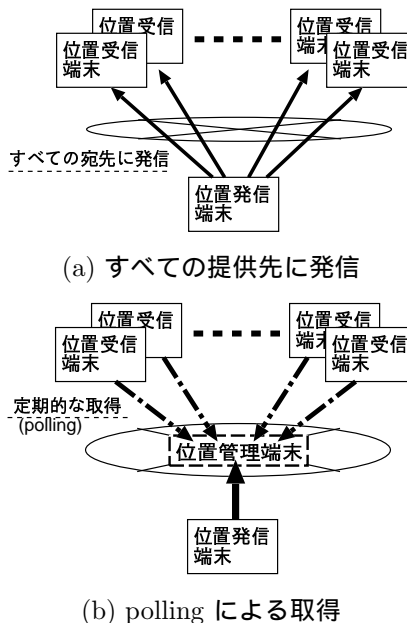 位置受信
位置受信
端末
位置受信
端末
位置受信
端末
すべての宛先に発信
位置発信
端末
(a) すべての提供先に発信
位置受信
位置受信
端末
位置受信
端末
位置受信
端末
定期的な取得
(polling)
位置管理端末
位置発信
端末
(b) polling による取得